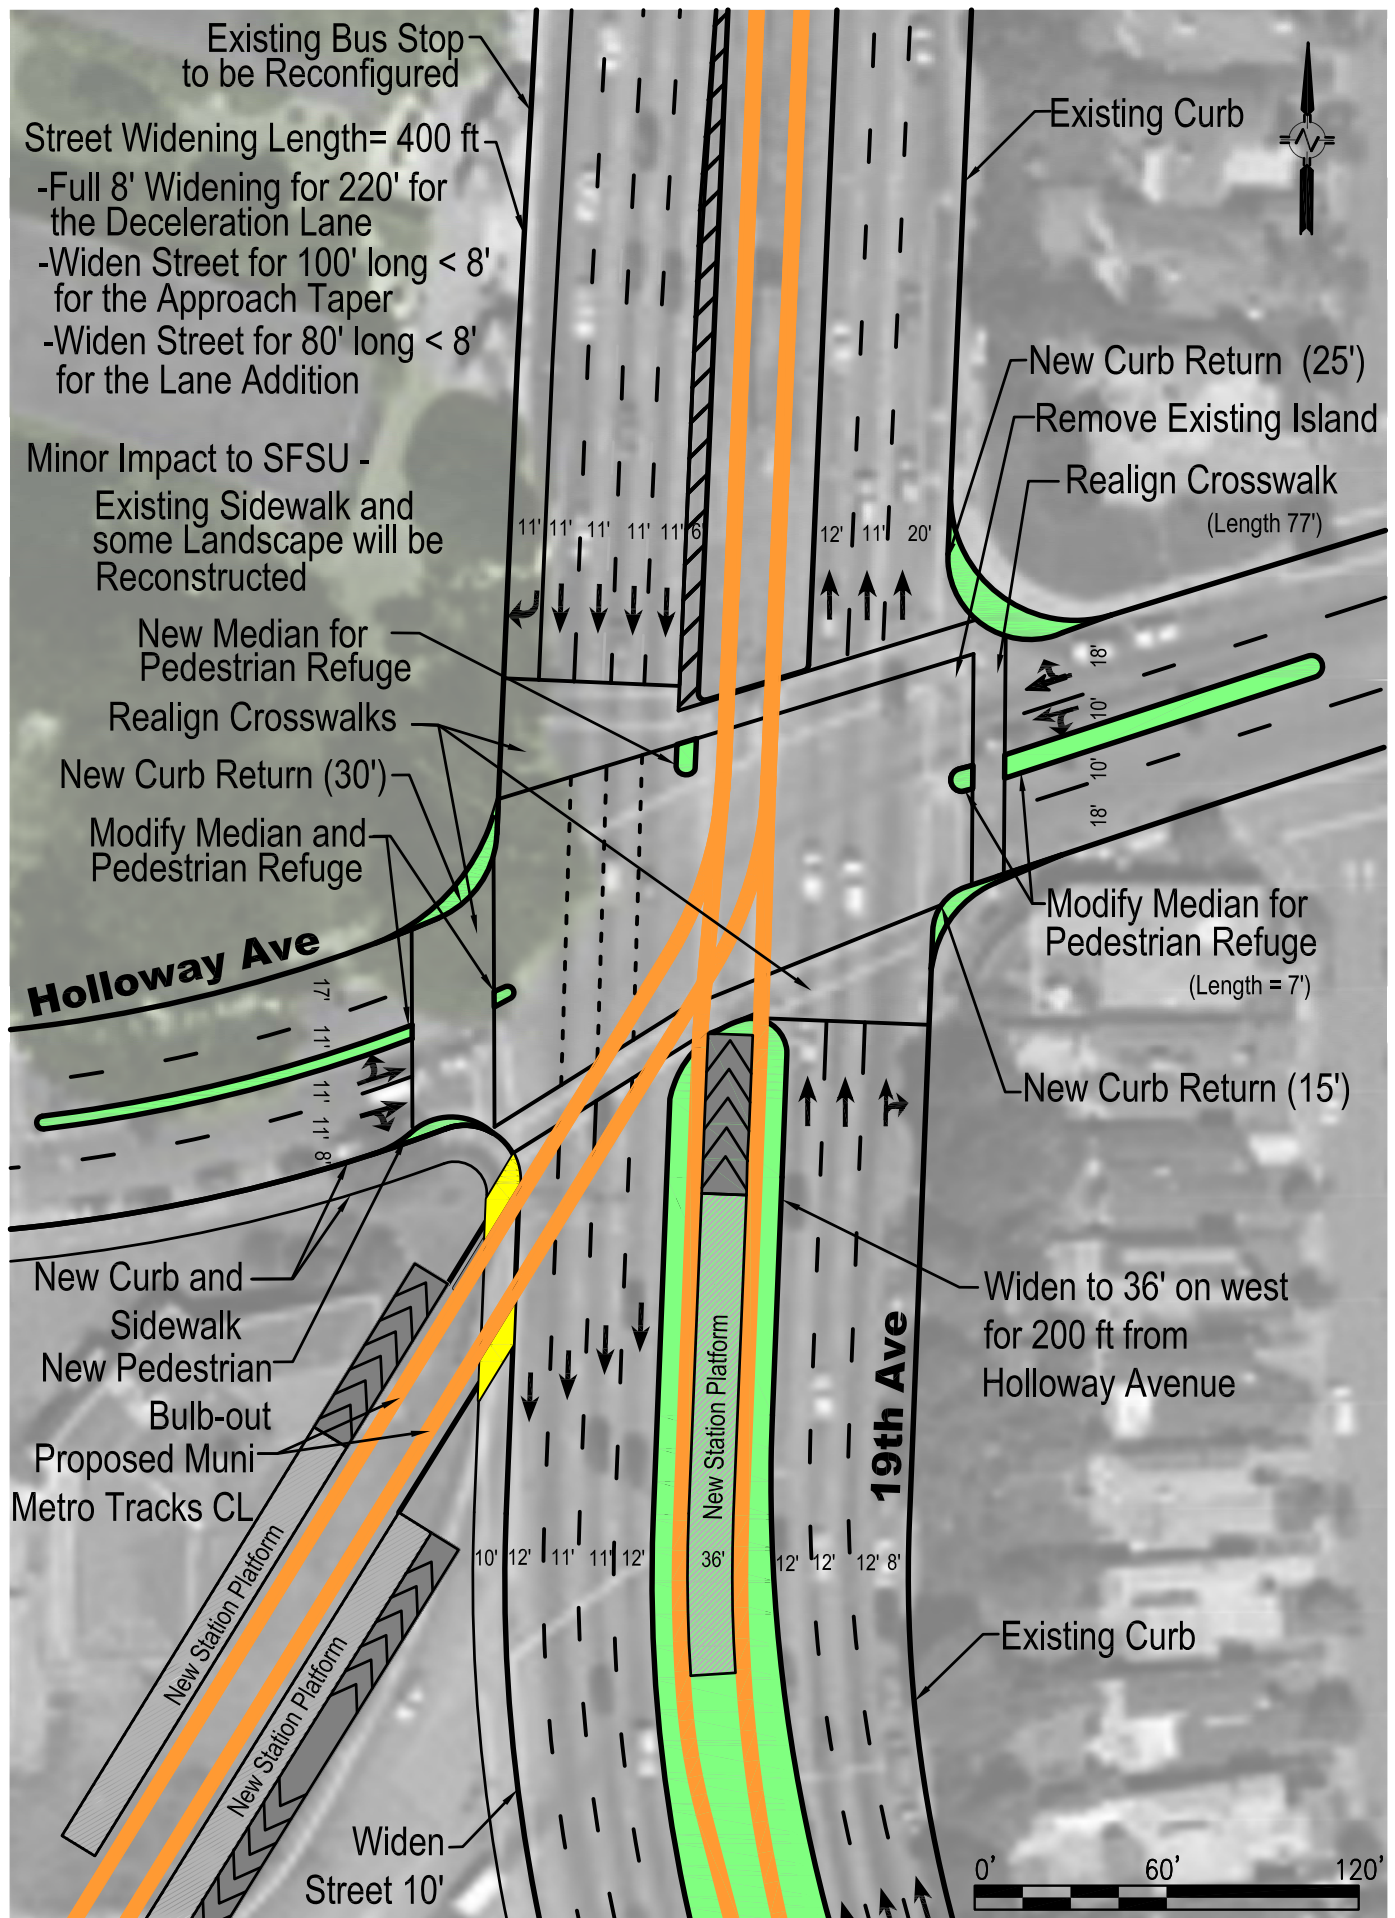 Existing Bus Stop
to be Reconfigured
Street Widening Length= 400 ft
-Full 8' Widening for 220' for
the Deceleration Lane
-Widen Street for 100' long < 8'
for the Approach Taper
-Widen Street for 80' long < 8'
for the Lane Addition
Existing Curb
New Curb Return (25')
Remove Existing Island
Realign Crosswalk
(Length 77')
Minor Impact to SFSU -
Existing Sidewalk and
some Landscape will be
Reconstructed
11' 11' 11' 11' 11' 6' 12' 11' 20'
New Median for
Pedestrian Refuge
Realign Crosswalks
New Curb Return (30')
Modify Median and
Pedestrian Refuge
18'
10'
10'
18'
Modify Median for
Pedestrian Refuge
(Length = 7')
Holloway Ave
17'
11'
11'
11'
8'
New Curb Return (15')
New Curb and
Sidewalk
New Pedestrian
Bulb-out
Proposed Muni
Metro Tracks CL
Widen to 36' on west
for 200 ft from
Holloway Avenue
New Station Platform
19th Ave
New Station Platform
New Station Platform
10' 12' 11' 11' 12' 36' 12' 12' 12' 8'
Existing Curb
Widen
Street 10'
0' 60' 120'